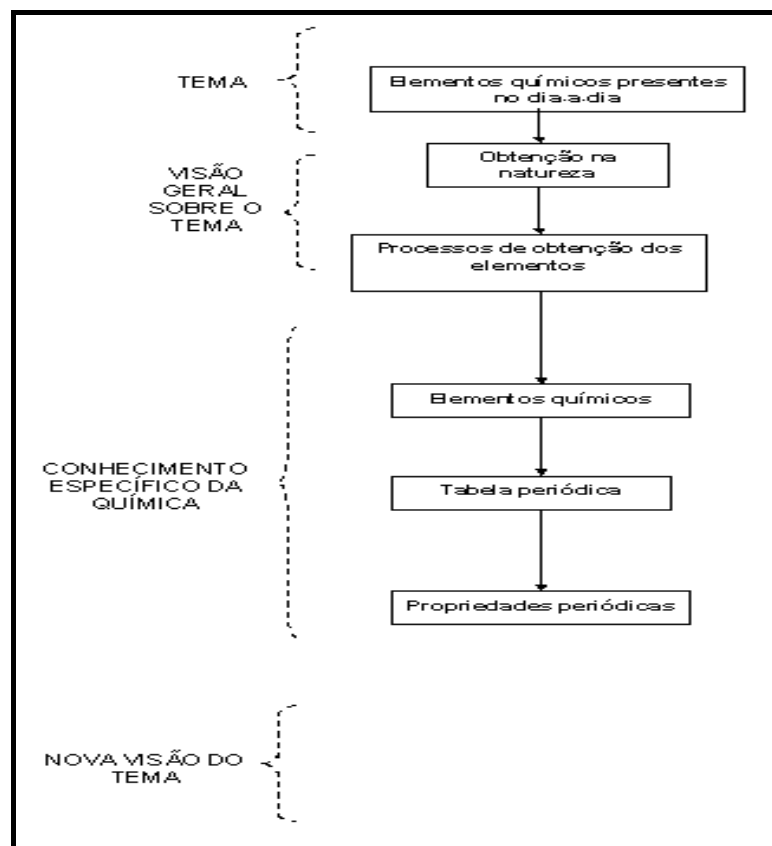 TEMA
Elementos químicos presentes
no dia-a-dia
VISÃO
GERAL
SOBRE O
TEMA
Obtenção na
natureza
Processos de obtenção dos
elementos
CONHECIMENTO
ESPECÍFICO DA
QUÍMICA
Elementos químicos
Tabela periódica
Propriedades periódicas
NOVA VISÃO DO
TEMA